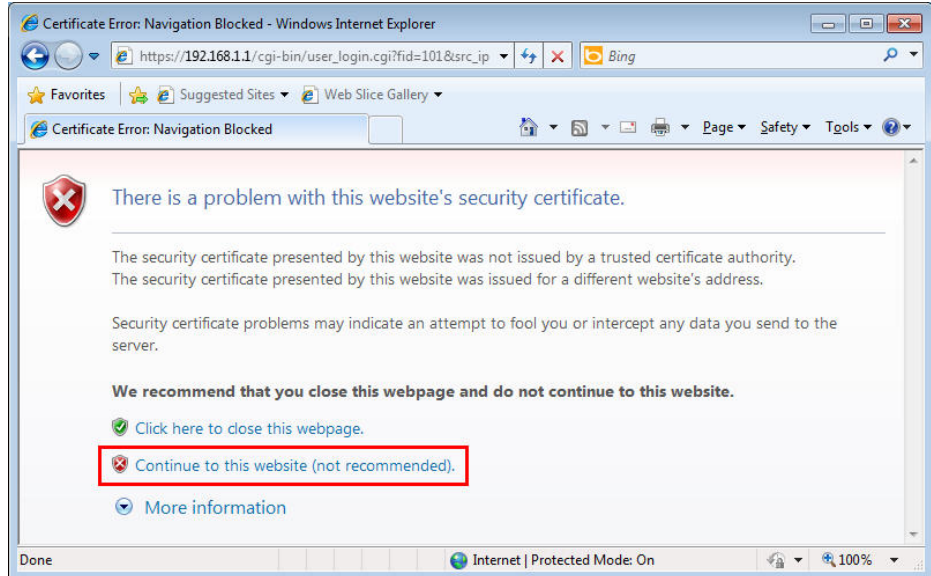 Certificate Error: Navigation Blocked - Windows Internet Explorer
https://192.168.1.1/cgi-bin/user_login.cgi?fid=101&src_ip
Bing
Favorites
Suggested Sites
Web Slice Gallery
Certificate Error: Navigation Blocked
Page
Safety
Tools
There is a problem with this website's security certificate.
The security certificate presented by this website was not issued by a trusted certificate authority.
The security certificate presented by this website was issued for a different website's address.
Security certificate problems may indicate an attempt to fool you or intercept any data you send to the
server.
We recommend that you close this webpage and do not continue to this website.
Click here to close this webpage.
Continue to this website (not recommended).
More information
Done
Internet | Protected Mode: On
100%